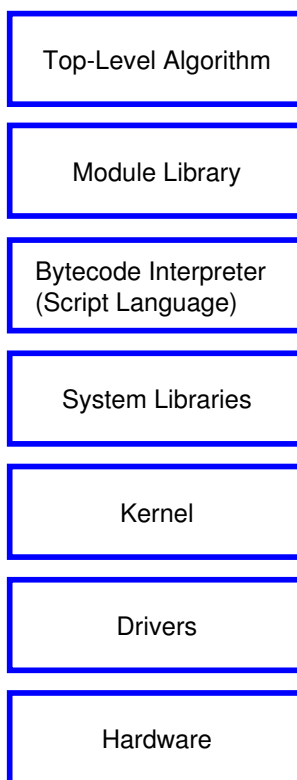 Top-Level Algorithm
Module Library
Bytecode Interpreter
(Script Language)
System Libraries
Kernel
Drivers
Hardware